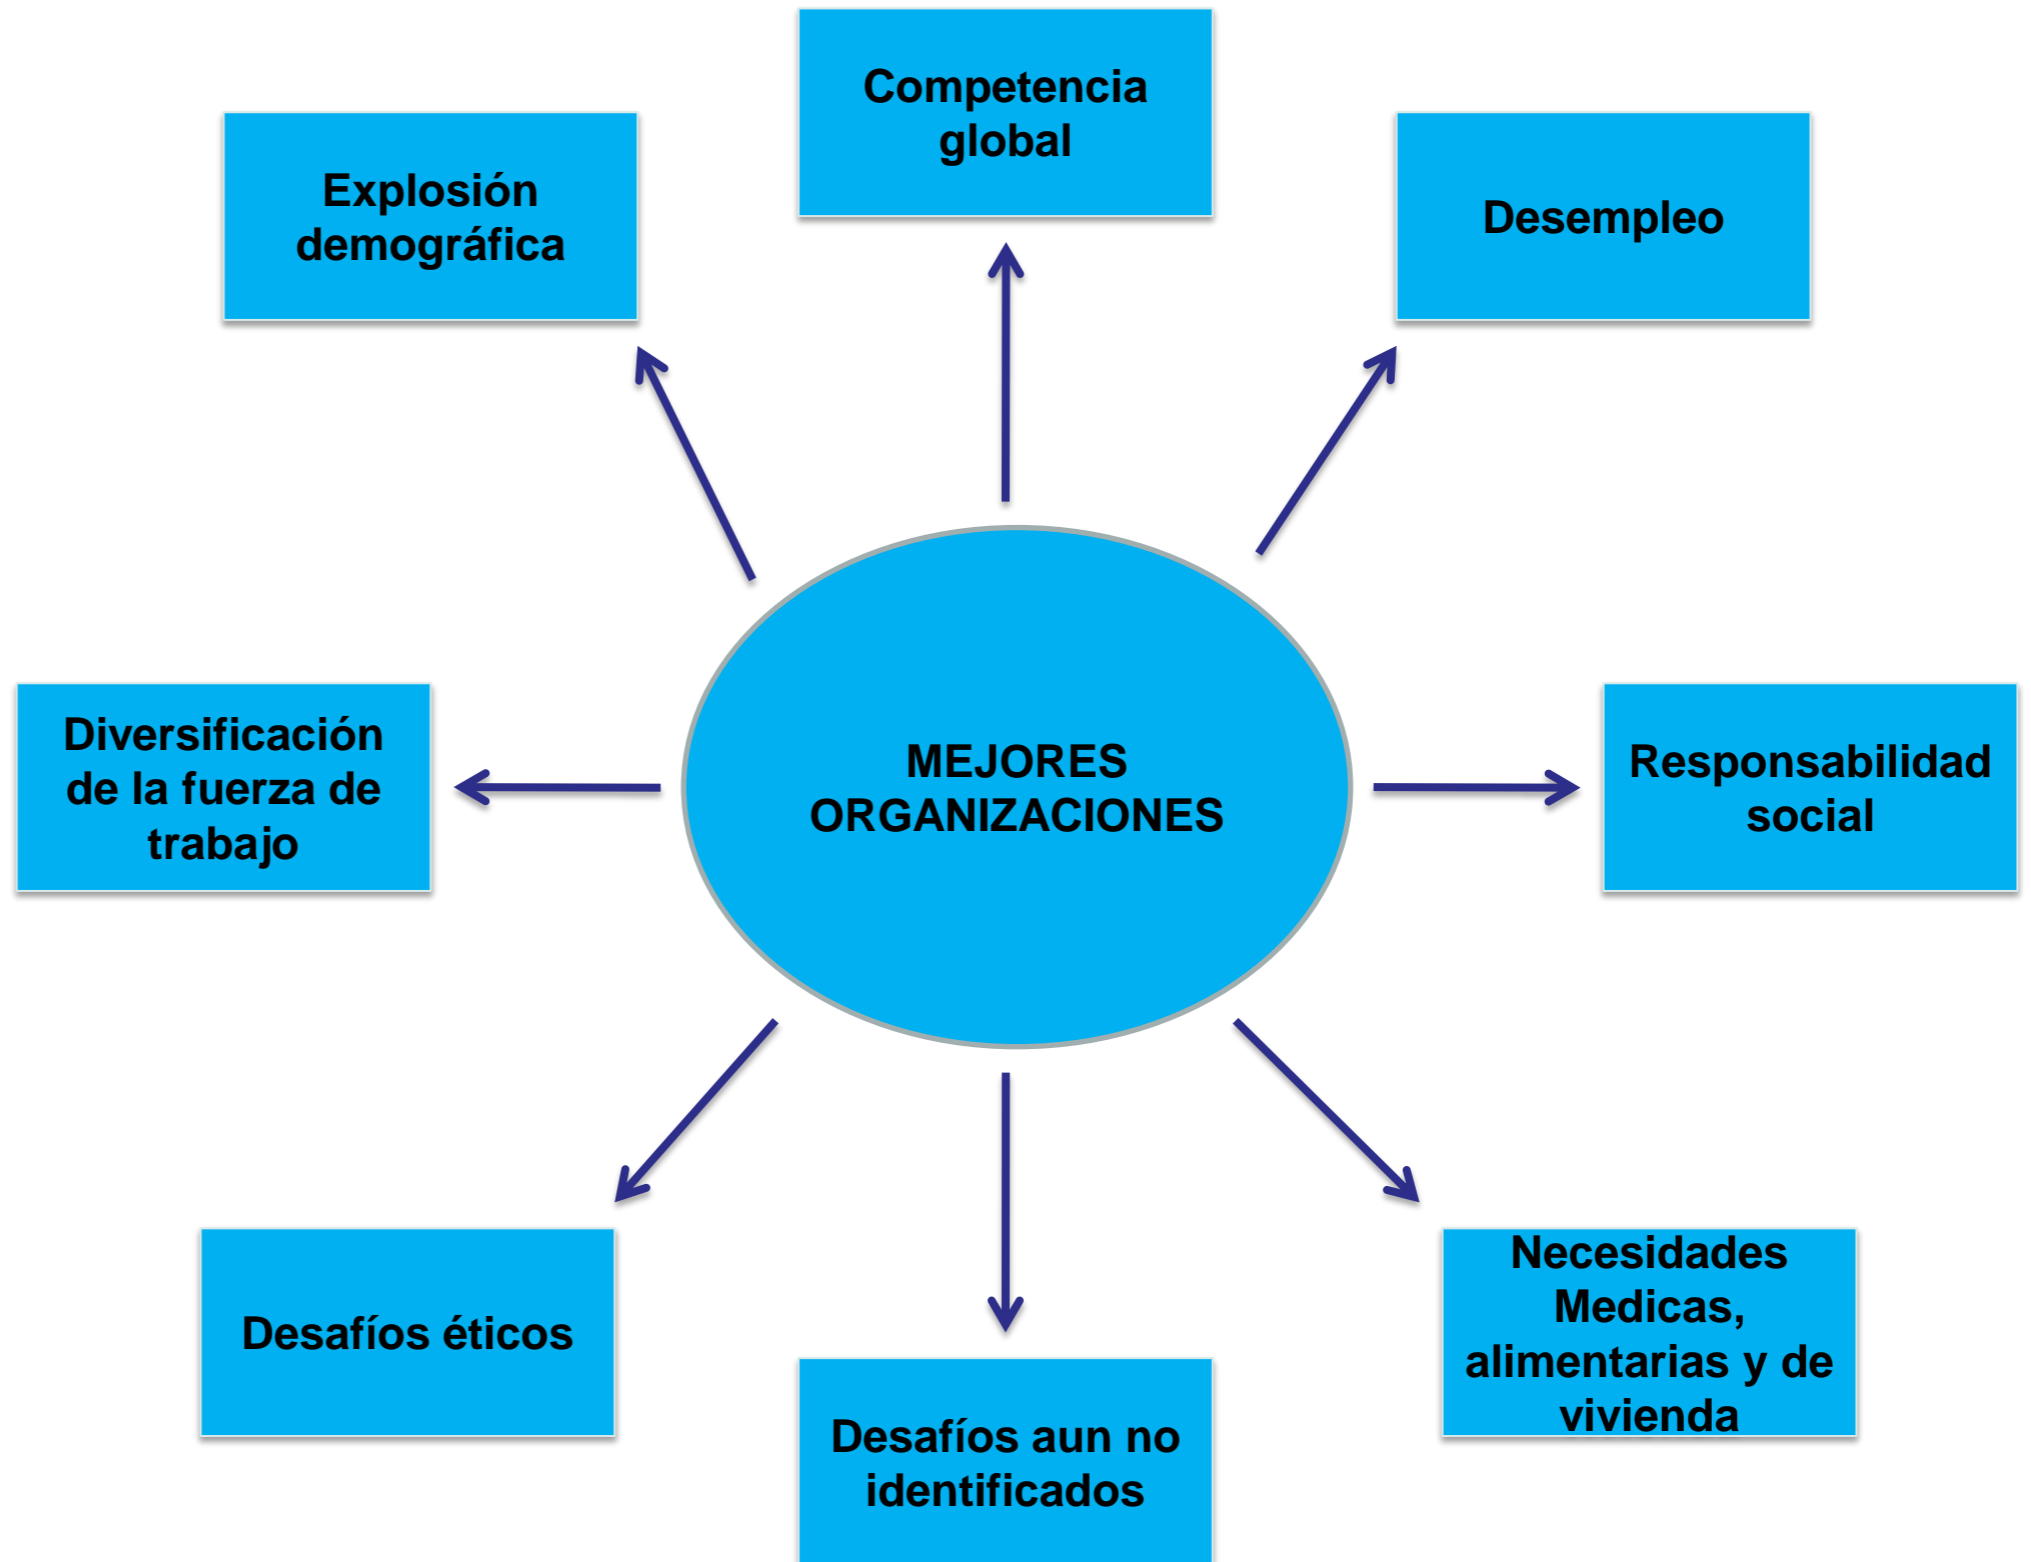 Competencia
global
Explosión
demográfica
Desempleo
Diversificación
de la fuerza de
trabajo
MEJORES
ORGANIZACIONES
Responsabilidad
social
Desafíos éticos
Desafíos aun no
identificados
Necesidades
Medicas,
alimentarias y de
vivienda